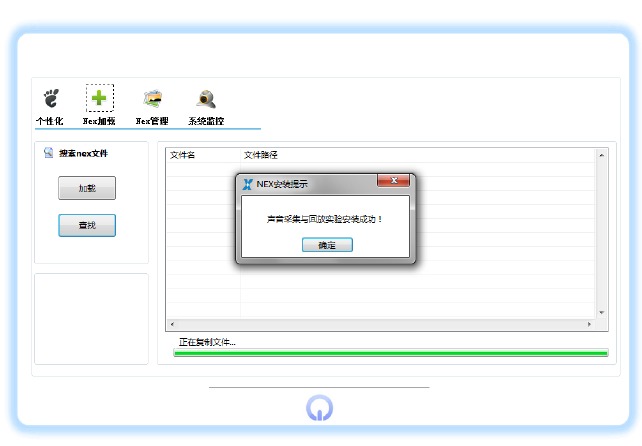 个性化 Nex加载 Nex管理 系统监控
搜索nex文件
加载
查找
文件名 文件路径
NEX安装提示
声音采集与回放实验安装成功！
确定
正在复制文件...